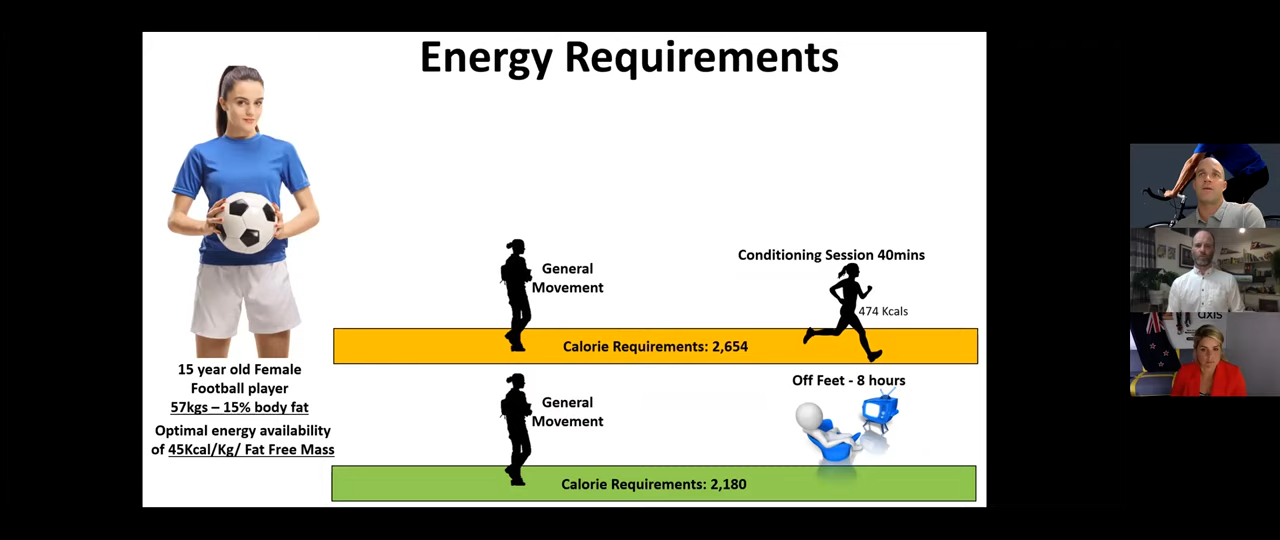 Energy Requirements
Conditioning Session 40mins
General
Movement
474 Kcals
Calorie Requirements: 2,654
15 year old Female
Football player
57kgs – 15% body fat
Optimal energy availability
of 45Kcal/Kg/ Fat Free Mass
Off Feet - 8 hours
General
Movement
Calorie Requirements: 2,180
axis